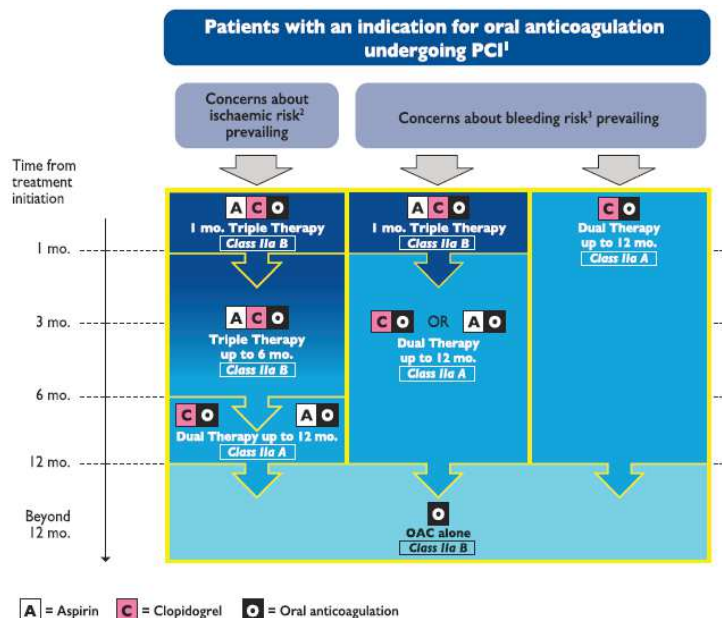 Patients with an indication for oral anticoagulation
undergoing PCI¹
Concerns about
ischaemic risk²
prevailing
Concerns about bleeding risk³ prevailing
Time from
treatment
initiation
A C O
1 mo. Triple Therapy
Class IIa B
A C O
1 mo. Triple Therapy
Class IIa B
C O
Dual Therapy
up to 12 mo.
Class IIa A
1 mo.
3 mo.
A C O
Triple Therapy
up to 6 mo.
Class IIa B
C O OR A O
Dual Therapy
up to 12 mo.
Class IIa A
6 mo.
C O A O
Dual Therapy up to 12 mo.
Class IIa A
12 mo.
Beyond
12 mo.
O
OAC alone
Class IIa B
A = Aspirin C = Clopidogrel O = Oral anticoagulation